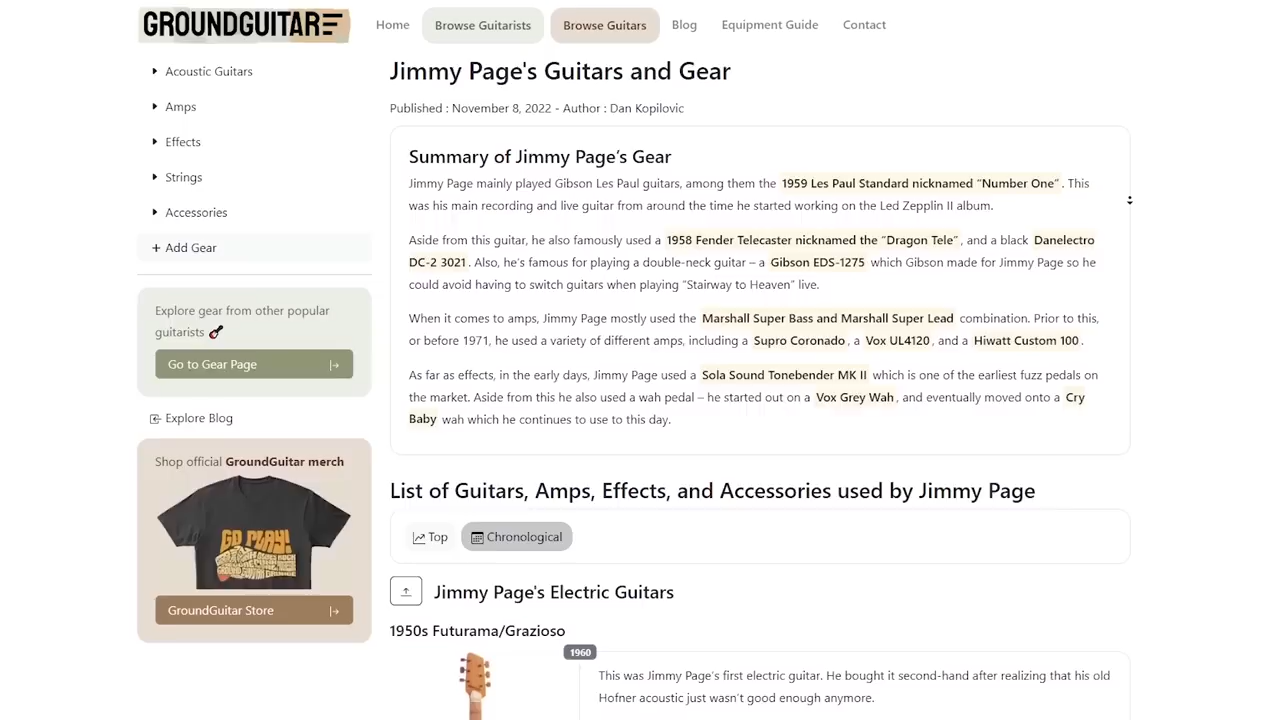 GROUNDGUITAR
Home
Browse Guitarists
Browse Guitars
Blog
Equipment Guide
Contact
Acoustic Guitars
Amps
Effects
Strings
Accessories
+ Add Gear
Explore gear from other popular
guitarists
Go to Gear Page
Explore Blog
Shop official GroundGuitar merch
GO PLAY!
GroundGuitar Store
Jimmy Page's Guitars and Gear
Published : November 8, 2022 - Author : Dan Kopilovic
Summary of Jimmy Page's Gear
Jimmy Page mainly played Gibson Les Paul guitars, among them the 1959 Les Paul Standard nicknamed “Number One” . This
was his main recording and live guitar from around the time he started working on the Led Zepplin II album.
Aside from this guitar, he also famously used a 1958 Fender Telecaster nicknamed the “Dragon Tele” , and a black Danelectro
DC-2 3021 . Also, he's famous for playing a double-neck guitar – a Gibson EDS-1275 which Gibson made for Jimmy Page so he
could avoid having to switch guitars when playing “Stairway to Heaven” live.
When it comes to amps, Jimmy Page mostly used the Marshall Super Bass and Marshall Super Lead combination. Prior to this,
or before 1971, he used a variety of different amps, including a Supro Coronado , a Vox UL4120 , and a Hiwatt Custom 100 .
As far as effects, in the early days, Jimmy Page used a Sola Sound Tonebender MK II which is one of the earliest fuzz pedals on
the market. Aside from this he also used a wah pedal – he started out on a Vox Grey Wah , and eventually moved onto a Cry
Baby wah which he continues to use to this day.
List of Guitars, Amps, Effects, and Accessories used by Jimmy Page
Top
Chronological
Jimmy Page's Electric Guitars
1950s Futurama/Grazioso
1960
This was Jimmy Page's first electric guitar. He bought it second-hand after realizing that his old
Hofner acoustic just wasn't good enough anymore.